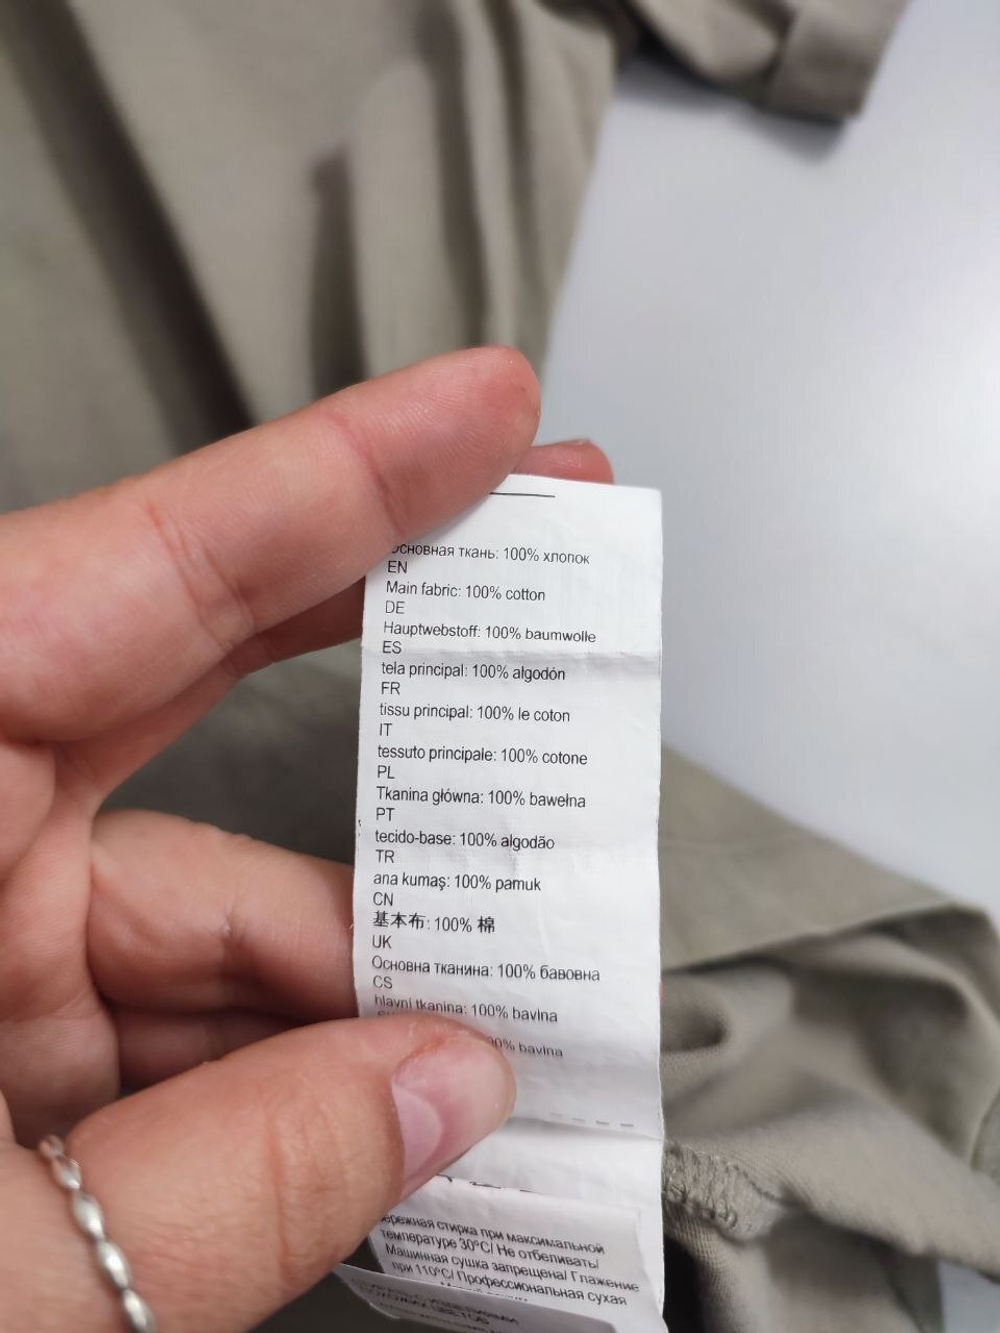 Основная ткань: 100% хлопок
EN
Main fabric: 100% cotton
DE
Hauptwebstoff: 100% baumwolle
ES
tela principal: 100% algodón
FR
tissu principal: 100% le coton
IT
tessuto principale: 100% cotone
PL
Tkanina główna: 100% bawełna
PT
tecido-base: 100% algodão
TR
ana kumaş: 100% pamuk
CN
基本布: 100% 棉
UK
Основна тканина: 100% бавовна
CS
hlavní tkanina: 100% bavlna
bavlna
стирка при максимальной
температуре 30°C/ Не отбеливать/
Машинная сушка запрещена/ Глажение
при 110°C/ Профессиональная сухая